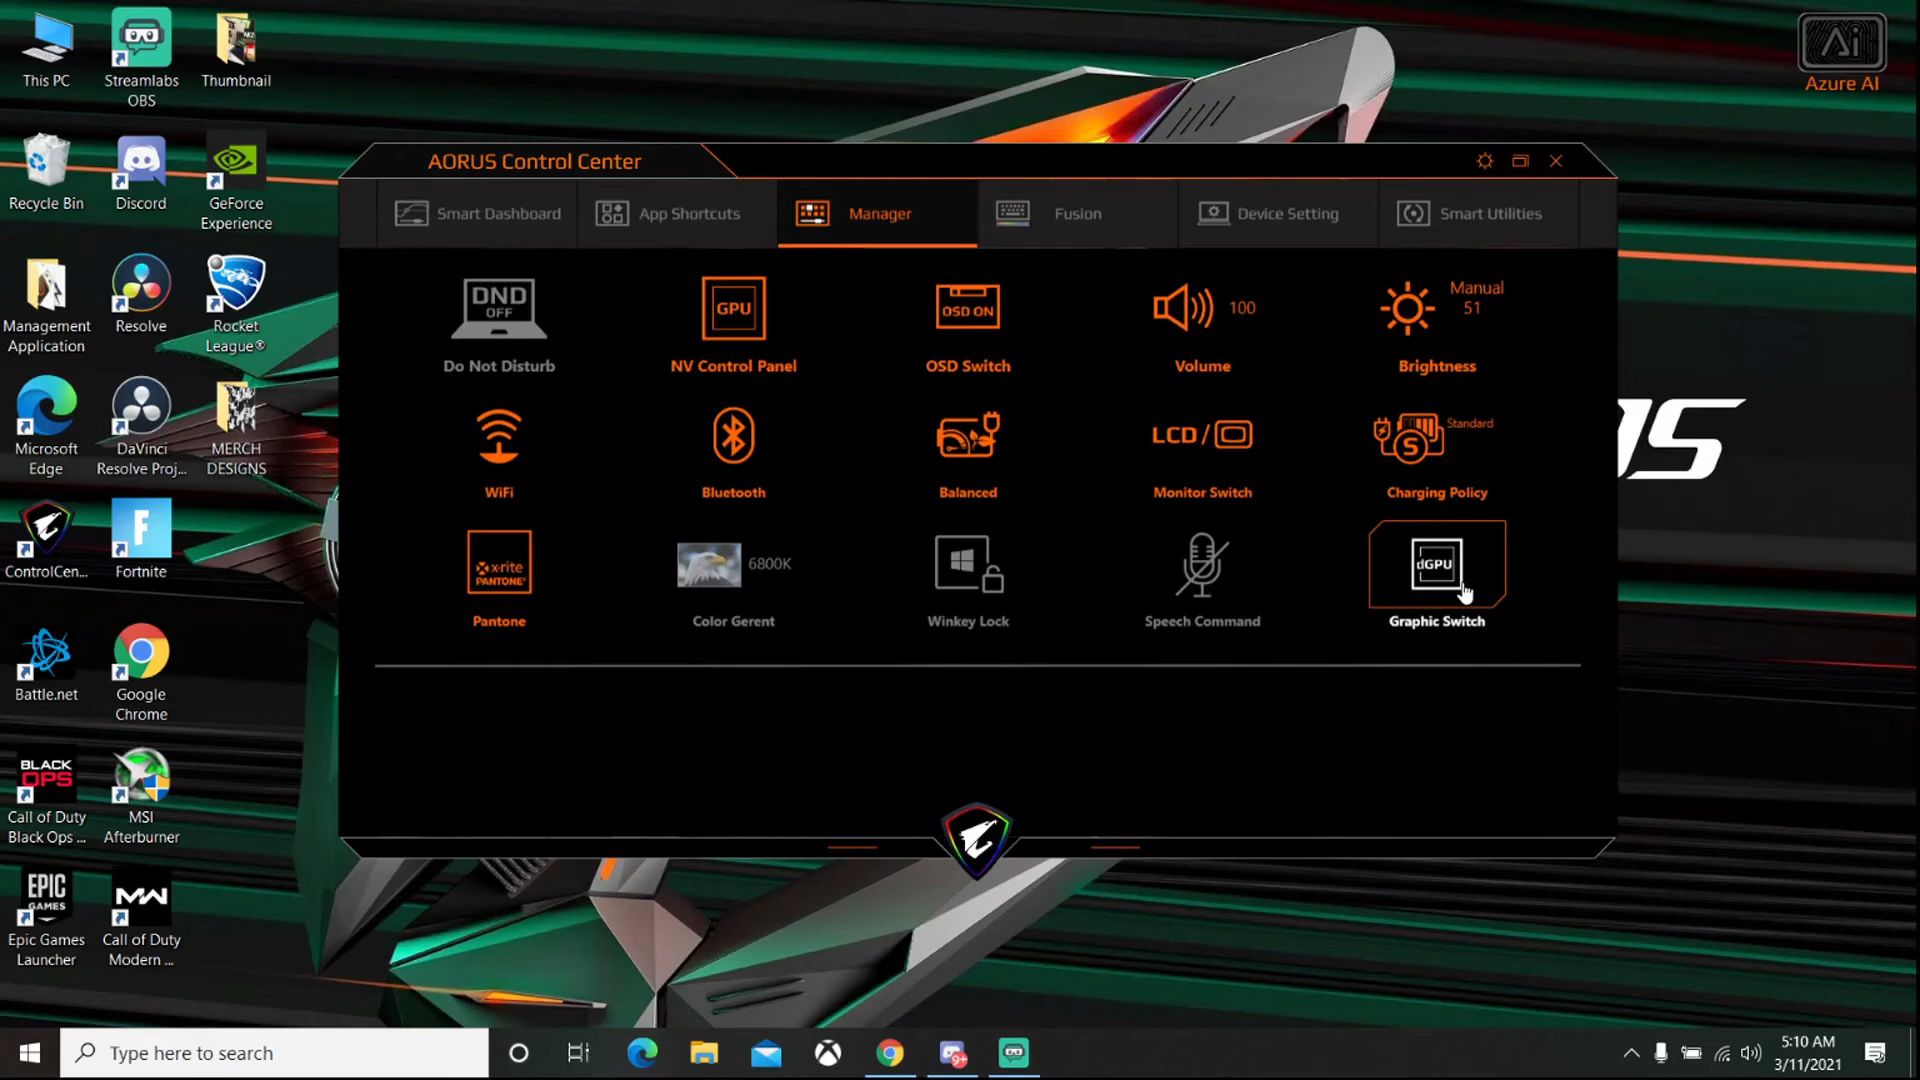 This PC
Streamlabs
OBS
Thumbnail
Ai
Azure AI
Recycle Bin
Discord
GeForce
Experience
Management
Application
Resolve
Rocket
League®
Microsoft
Edge
DaVinci
Resolve Proj...
MERCH
DESIGNS
ControlCen...
F
Fortnite
Battle.net
Google
Chrome
BLACK
OPS
Call of Duty
Black Ops ...
MSI
Afterburner
EPIC
GAMES
Epic Games
Launcher
MW
Call of Duty
Modern ...
AORUS Control Center
Smart Dashboard
App Shortcuts
Manager
Fusion
Device Setting
Smart Utilities
DND
OFF
Do Not Disturb
GPU
NV Control Panel
OSD ON
OSD Switch
100
Volume
Manual
51
Brightness
WiFi
Bluetooth
Balanced
LCD /
Monitor Switch
S
Standard
Charging Policy
x-rite
PANTONE®
Pantone
6800K
Color Gerent
Winkey Lock
Speech Command
dGPU
Graphic Switch
US
Type here to search
9+
5:10 AM
3/11/2021